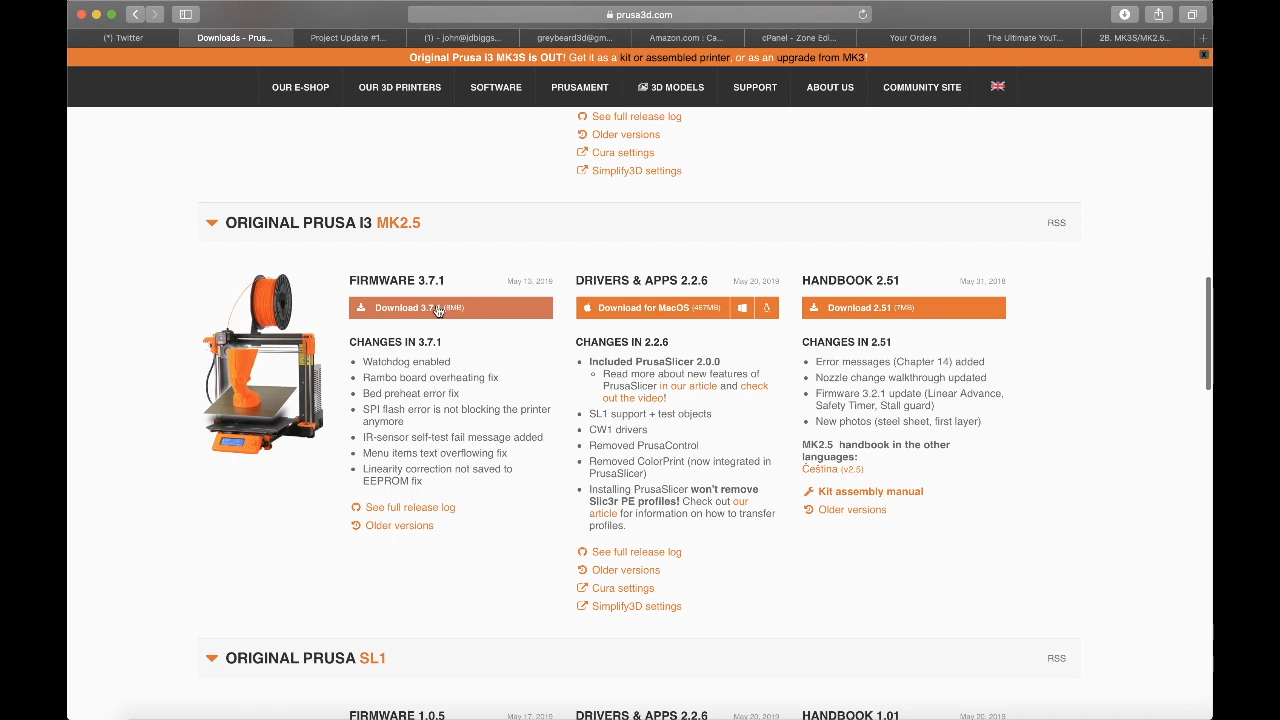 prusa3d.com
(*) Twitter
Downloads - Prus...
Project Update #1...
(1) - john@jdbiggs...
greybeard3d@gm...
Amazon.com : Ca...
cPanel - Zone Edi...
Your Orders
The Ultimate YouT...
2B. MK3S/MK2.5...
Original Prusa i3 MK3S is OUT! Get it as a kit or assembled printer, or as an upgrade from MK3!
OUR E-SHOP
OUR 3D PRINTERS
SOFTWARE
PRUSAMENT
3D MODELS
SUPPORT
ABOUT US
COMMUNITY SITE
See full release log
Older versions
Cura settings
Simplify3D settings
ORIGINAL PRUSA I3 MK2.5
RSS
FIRMWARE 3.7.1
May 13, 2019
Download 3.7.1 (8MB)
CHANGES IN 3.7.1
Watchdog enabled
Rambo board overheating fix
Bed preheat error fix
SPI flash error is not blocking the printer
anymore
IR-sensor self-test fail message added
Menu items text overflowing fix
Linearity correction not saved to
EEPROM fix
See full release log
Older versions
DRIVERS & APPS 2.2.6
May 20, 2019
Download for MacOS (467MB)
CHANGES IN 2.2.6
Included PrusaSlicer 2.0.0
Read more about new features of
PrusaSlicer in our article and check
out the video!
SL1 support + test objects
CW1 drivers
Removed PrusaControl
Removed ColorPrint (now integrated in
PrusaSlicer)
Installing PrusaSlicer won't remove
Slic3r PE profiles! Check out our
article for information on how to transfer
profiles.
See full release log
Older versions
Cura settings
Simplify3D settings
HANDBOOK 2.51
May 31, 2018
Download 2.51 (7MB)
CHANGES IN 2.51
Error messages (Chapter 14) added
Nozzle change walkthrough updated
Firmware 3.2.1 update (Linear Advance,
Safety Timer, Stall guard)
New photos (steel sheet, first layer)
MK2.5 handbook in the other
languages:
Čeština (v2.5)
Kit assembly manual
Older versions
ORIGINAL PRUSA SL1
RSS
FIRMWARE 1.0.5
May 17, 2019
DRIVERS & APPS 2.2.6
May 20, 2019
HANDBOOK 1.01
May 20, 2019